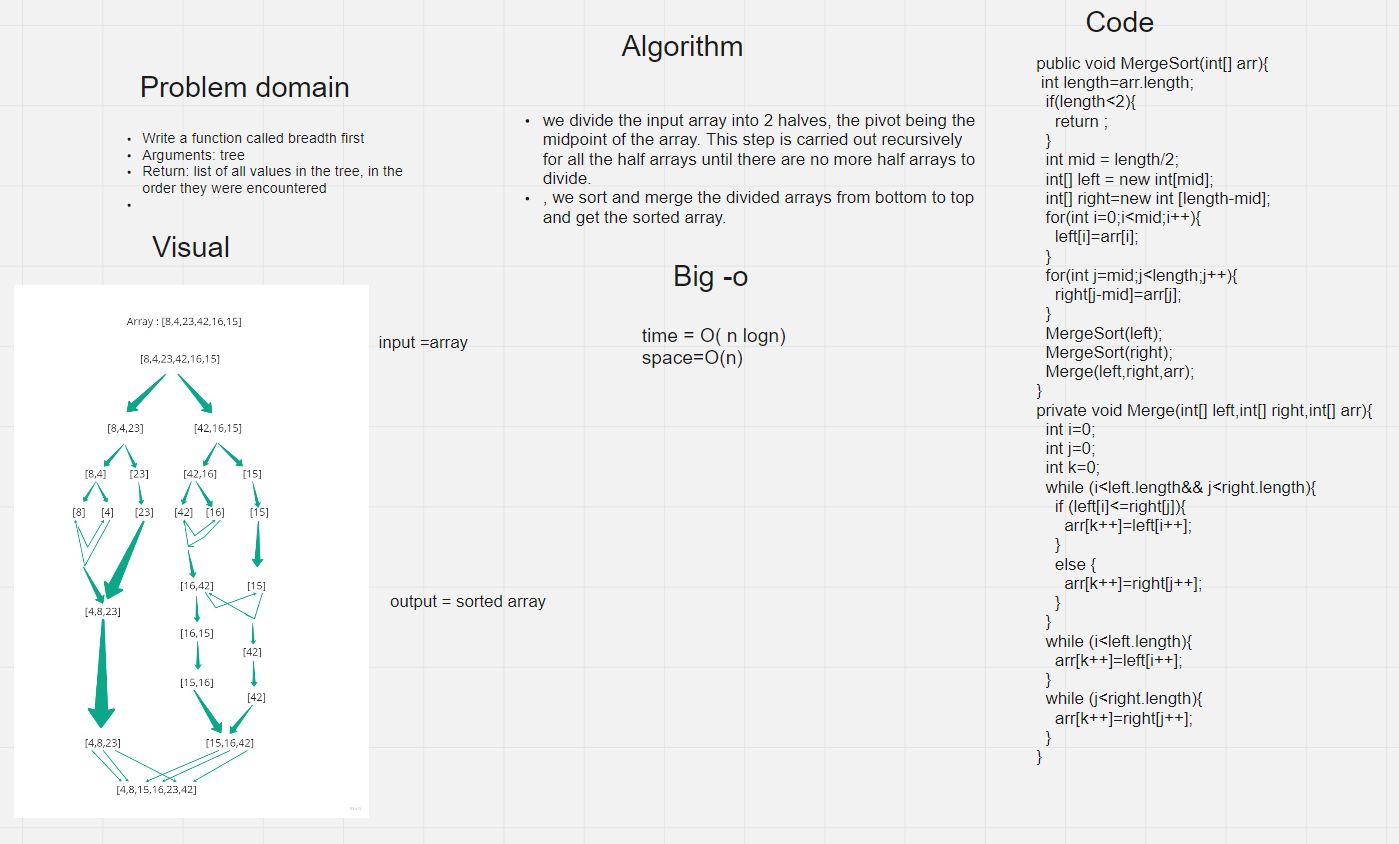 Problem domain
• Write a function called breadth first
• Arguments: tree
• Return: list of all values in the tree, in the
order they were encountered
•
Visual
Array : [8,4,23,42,16,15]
[8,4,23,42,16,15]
[8,4,23] [42,16,15]
[8,4] [23] [42,16] [15]
[8] [4] [23] [42] [16] [15]
[16,42] [15]
[4,8,23]
[16,15]
[42]
[15,16]
[42]
[4,8,23] [15,16,42]
[4,8,15,16,23,42]
input =array
output = sorted array
Algorithm
• we divide the input array into 2 halves, the pivot being the
midpoint of the array. This step is carried out recursively
for all the half arrays until there are no more half arrays to
divide.
• , we sort and merge the divided arrays from bottom to top
and get the sorted array.
Big -o
time = O( n logn)
space=O(n)
Code
public void MergeSort(int[] arr){
int length=arr.length;
if(length<2){
return ;
}
int mid = length/2;
int[] left = new int[mid];
int[] right=new int [length-mid];
for(int i=0;i<mid;i++){
left[i]=arr[i];
}
for(int j=mid;j<length;j++){
right[j-mid]=arr[j];
}
MergeSort(left);
MergeSort(right);
Merge(left,right,arr);
}
private void Merge(int[] left,int[] right,int[] arr){
int i=0;
int j=0;
int k=0;
while (i<left.length&& j<right.length){
if (left[i]<=right[j]){
arr[k++]=left[i++];
}
else {
arr[k++]=right[j++];
}
}
while (i<left.length){
arr[k++]=left[i++];
}
while (j<right.length){
arr[k++]=right[j++];
}
}